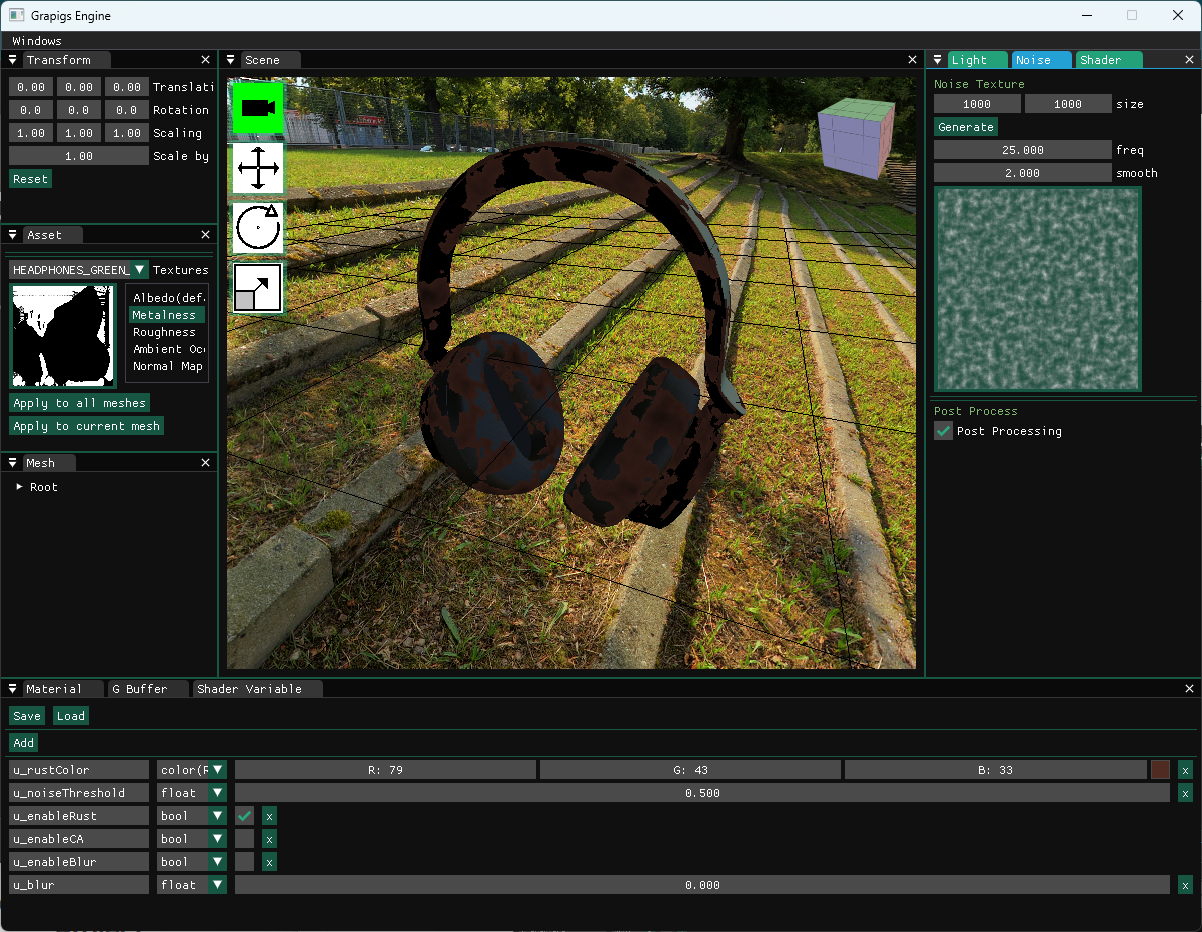 Grapigs Engine
Windows
Transform
0.00 0.00 0.00 Translati
0.0 0.0 0.0 Rotation
1.00 1.00 1.00 Scaling
1.00 Scale by
Reset
Asset
HEADPHONES_GREEN_ Textures
Albedo(def.
Metalness
Roughness
Ambient Oc
Normal Map
Apply to all meshes
Apply to current mesh
Mesh
Root
Scene
Light Noise Shader
Noise Texture
1000 1000 size
Generate
25.000 freq
2.000 smooth
Post Process
Post Processing
Material G Buffer Shader Variable
Save Load
Add
u_rustColor color(R R: 79 G: 43 B: 33 x
u_noiseThreshold float 0.500 x
u_enableRust bool x
u_enableCA bool x
u_enableBlur bool x
u_blur float 0.000 x